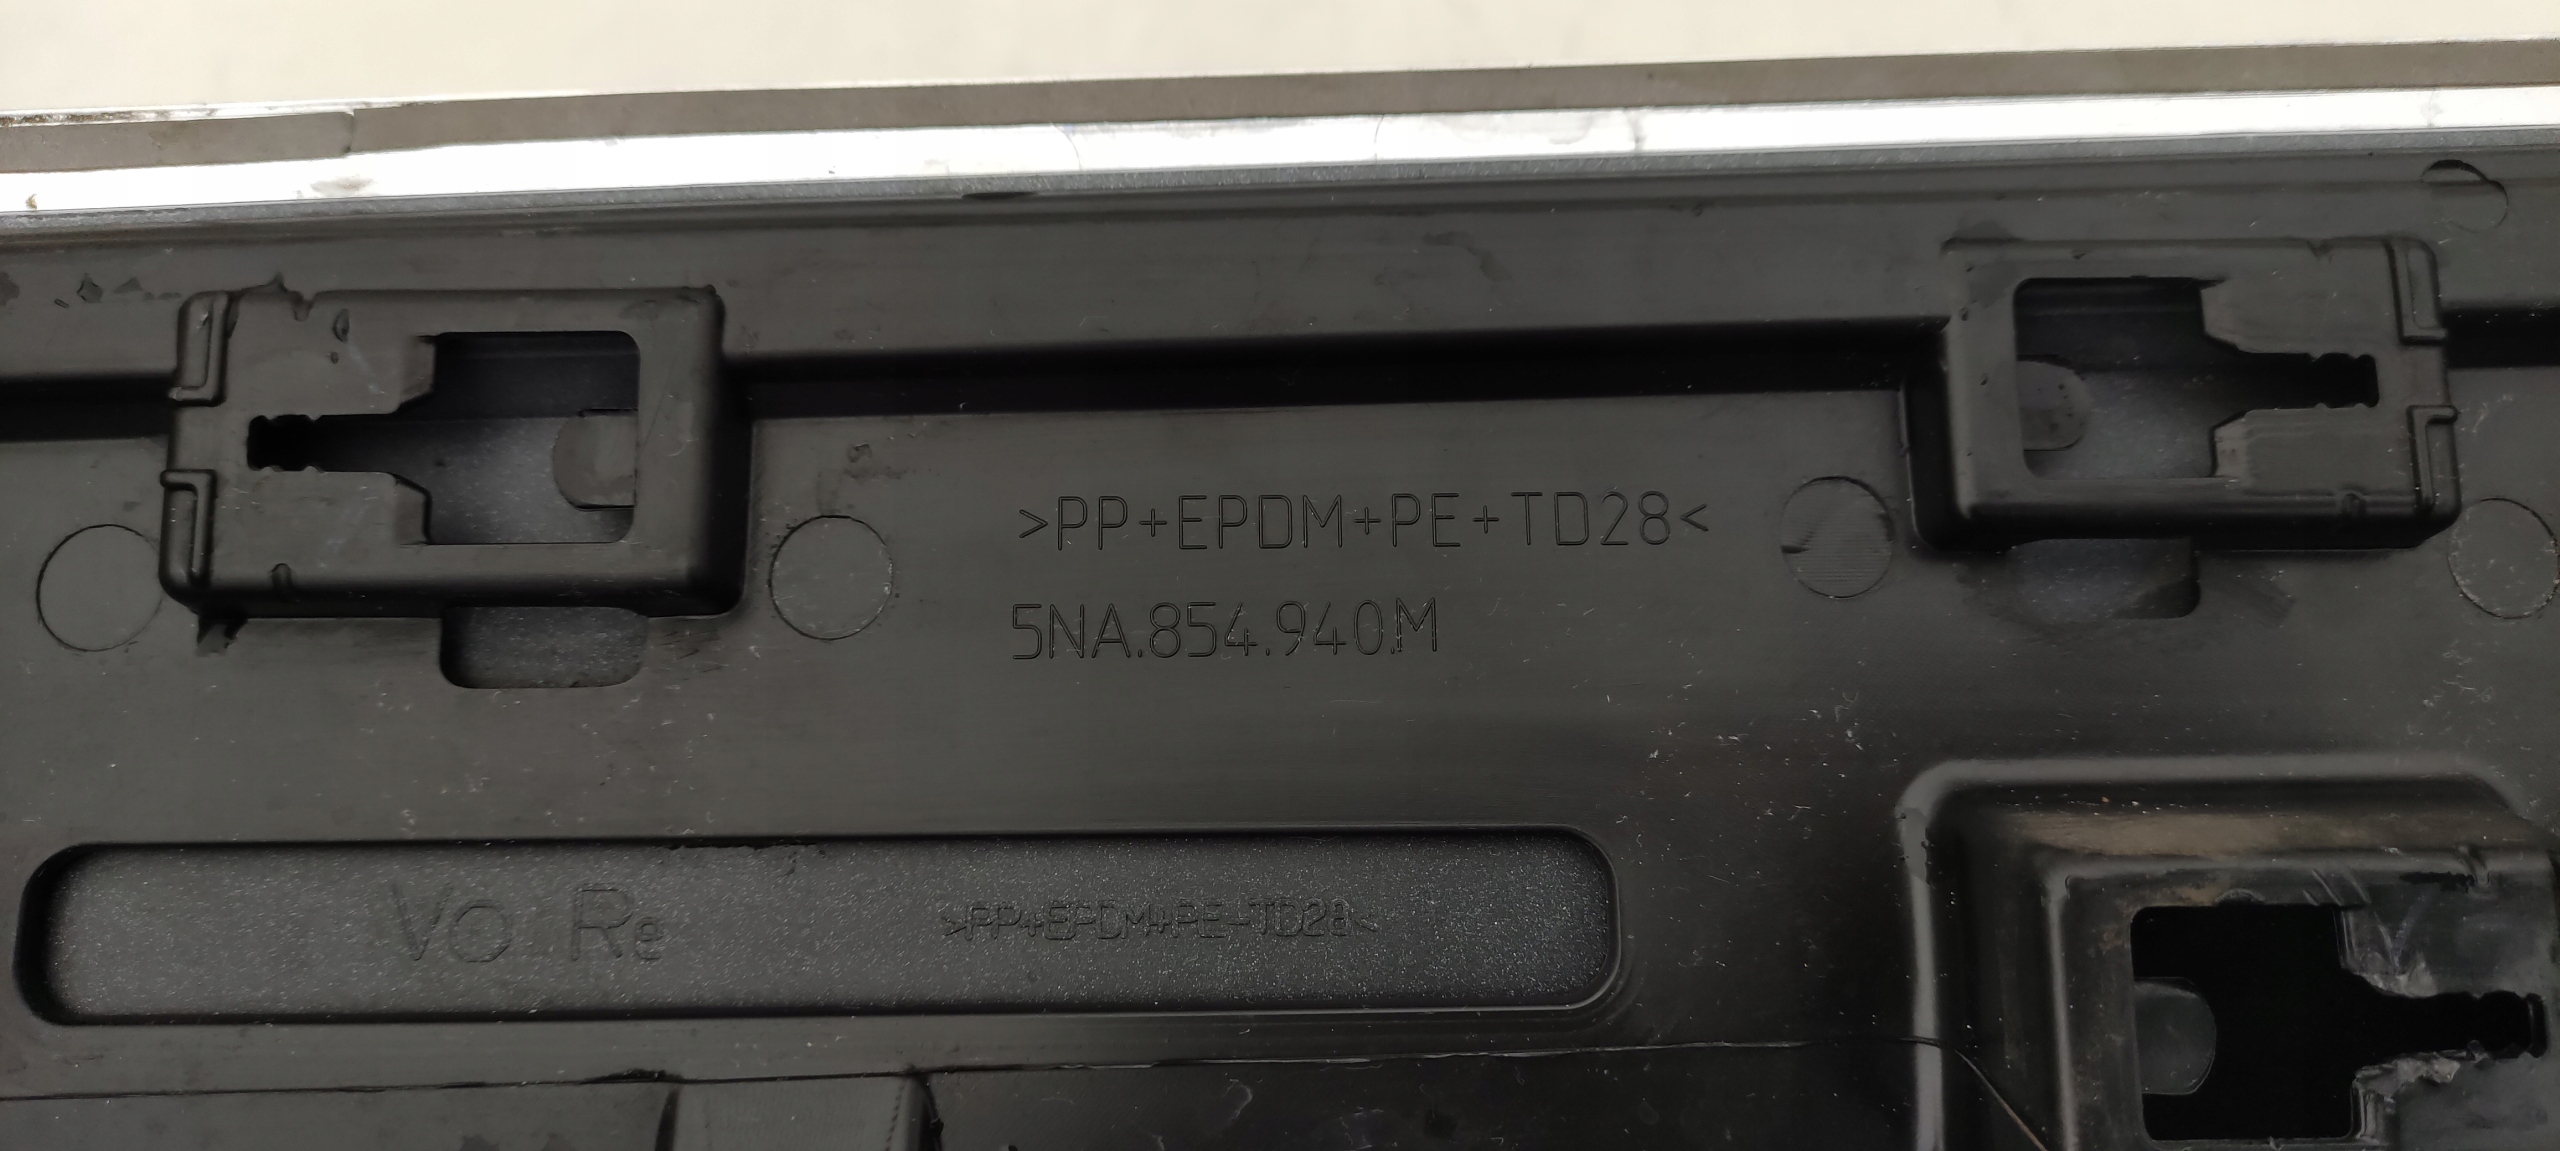 >PP+EPDM+PE+TD28<
5NA.854.940.M
Vo Re >PP+EPDM+PE-TD28<